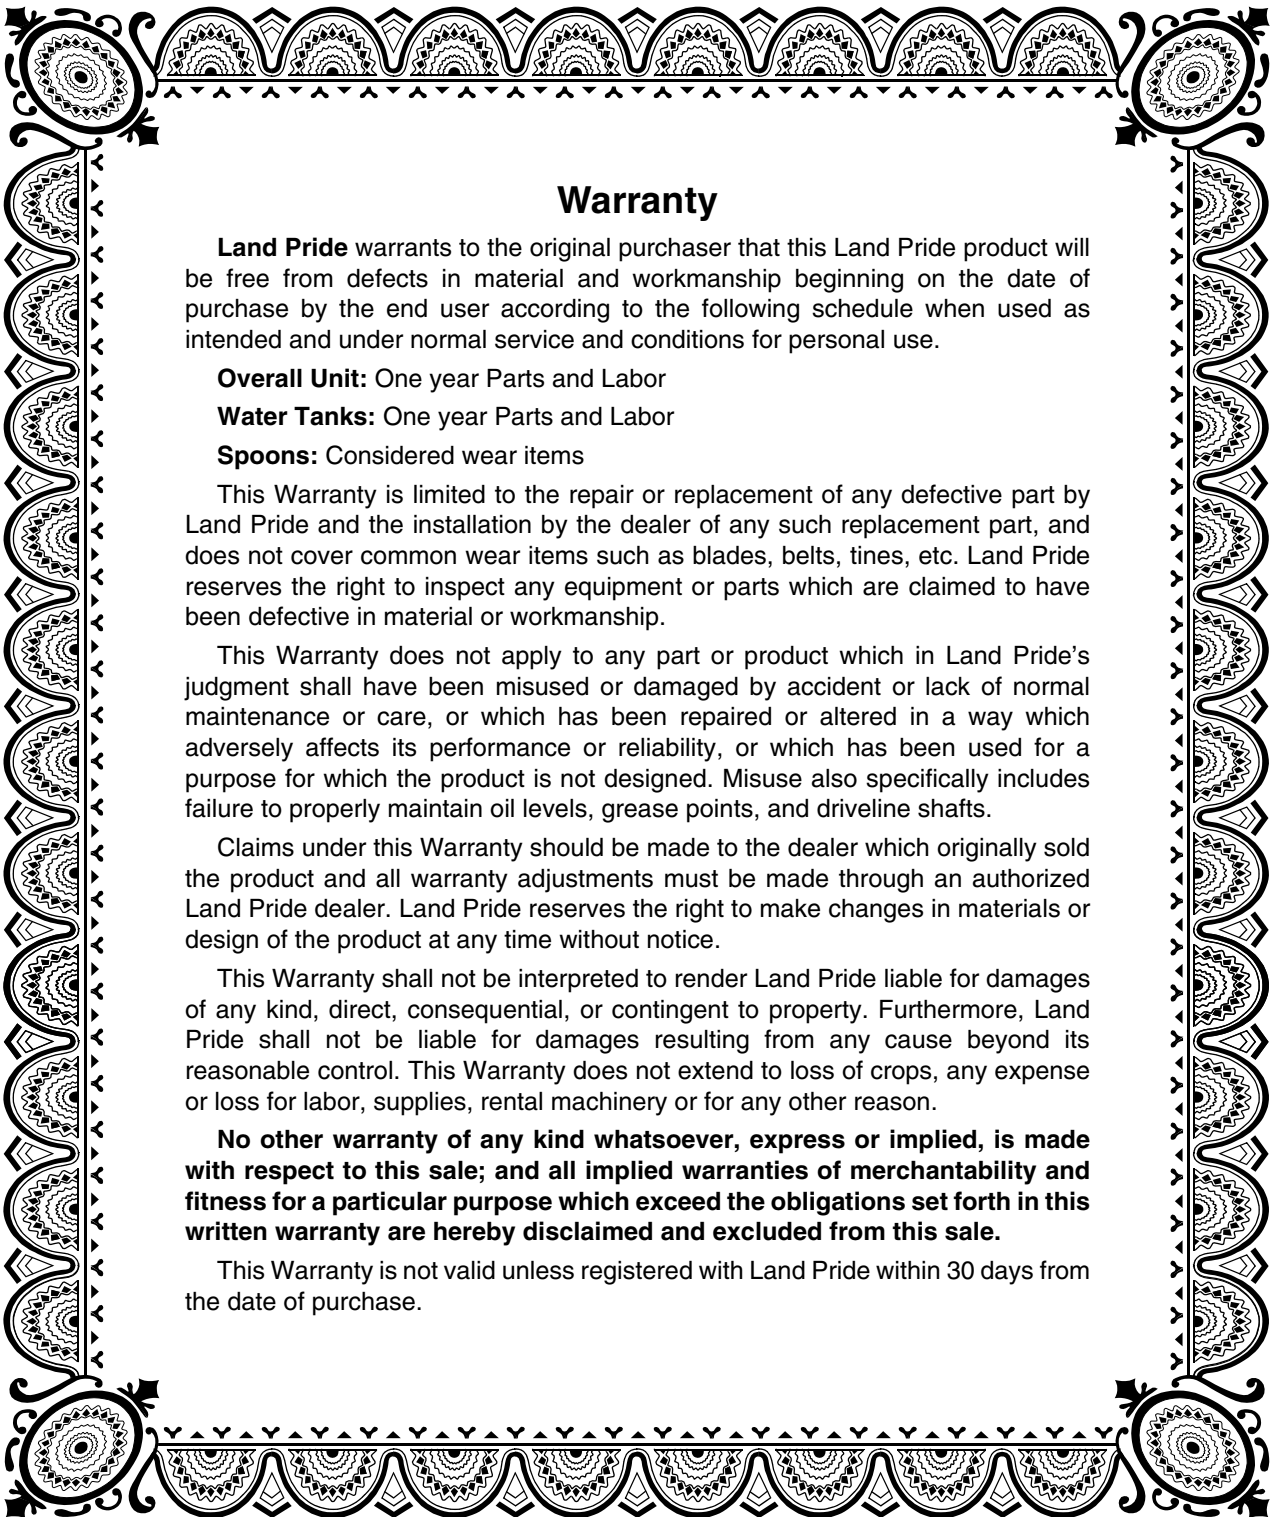 Warranty
Land Pride warrants to the original purchaser that this Land Pride product will
be free from defects in material and workmanship beginning on the date of
purchase by the end user according to the following schedule when used as
intended and under normal service and conditions for personal use.
Overall Unit: One year Parts and Labor
Water Tanks: One year Parts and Labor
Spoons: Considered wear items
This Warranty is limited to the repair or replacement of any defective part by
Land Pride and the installation by the dealer of any such replacement part, and
does not cover common wear items such as blades, belts, tines, etc. Land Pride
reserves the right to inspect any equipment or parts which are claimed to have
been defective in material or workmanship.
This Warranty does not apply to any part or product which in Land Pride’s
judgment shall have been misused or damaged by accident or lack of normal
maintenance or care, or which has been repaired or altered in a way which
adversely affects its performance or reliability, or which has been used for a
purpose for which the product is not designed. Misuse also specifically includes
failure to properly maintain oil levels, grease points, and driveline shafts.
Claims under this Warranty should be made to the dealer which originally sold
the product and all warranty adjustments must be made through an authorized
Land Pride dealer. Land Pride reserves the right to make changes in materials or
design of the product at any time without notice.
This Warranty shall not be interpreted to render Land Pride liable for damages
of any kind, direct, consequential, or contingent to property. Furthermore, Land
Pride shall not be liable for damages resulting from any cause beyond its
reasonable control. This Warranty does not extend to loss of crops, any expense
or loss for labor, supplies, rental machinery or for any other reason.
No other warranty of any kind whatsoever, express or implied, is made
with respect to this sale; and all implied warranties of merchantability and
fitness for a particular purpose which exceed the obligations set forth in this
written warranty are hereby disclaimed and excluded from this sale.
This Warranty is not valid unless registered with Land Pride within 30 days from
the date of purchase.